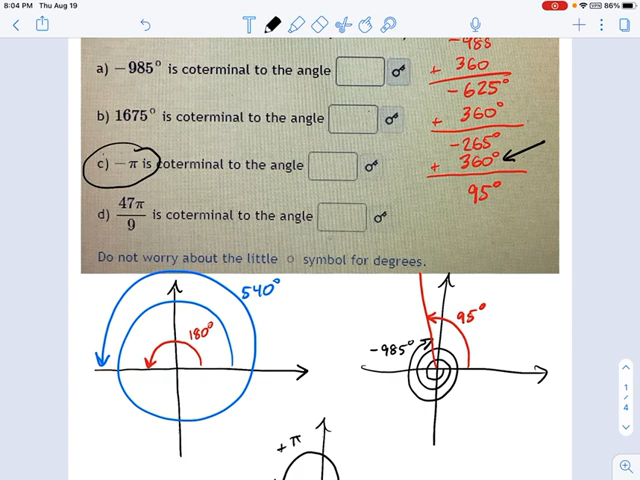 8:04 PM Thu Aug 19
86%
a) −985° is coterminal to the angle
b) 1675° is coterminal to the angle
c) −π is coterminal to the angle
d) 47π/9 is coterminal to the angle
Do not worry about the little o symbol for degrees.
+ 360
−625°
+ 360°
−265°
+ 360°
95°
540°
180°
95°
−985°
+π
1
/
4